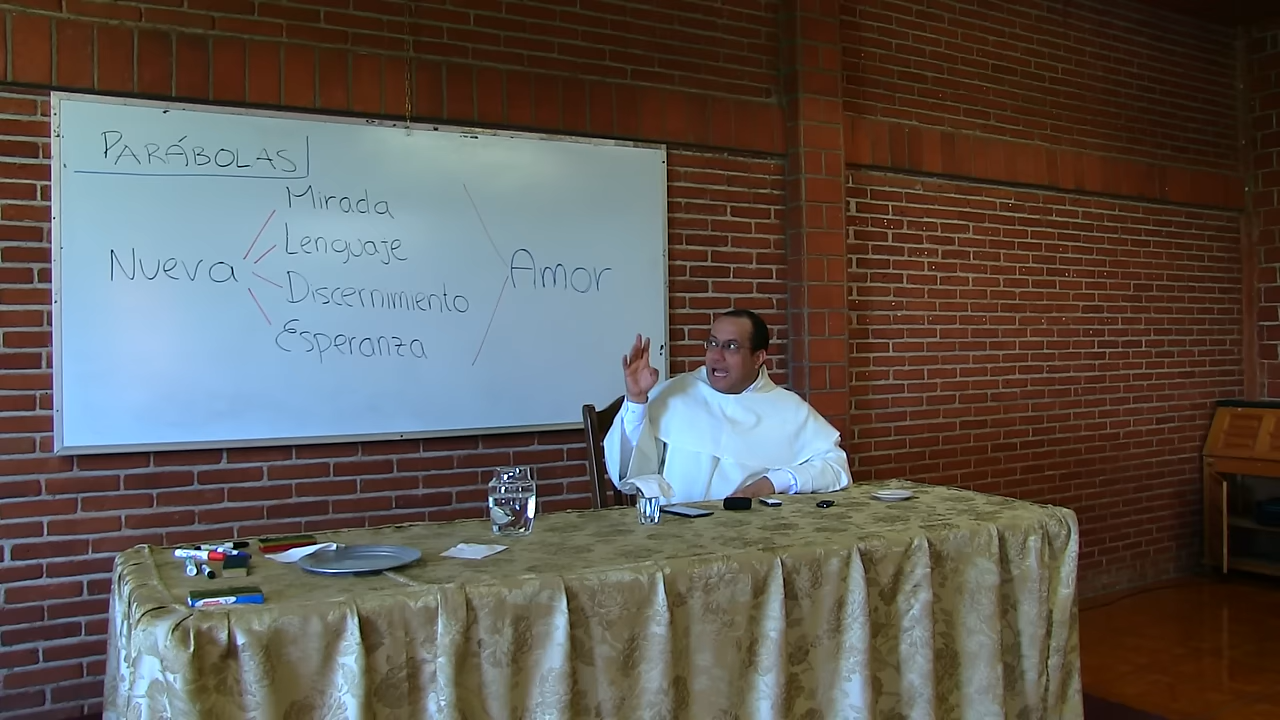 PARÁBOLAS
Mirada
Lenguaje
Nueva
Amor
Discernimiento
Esperanza